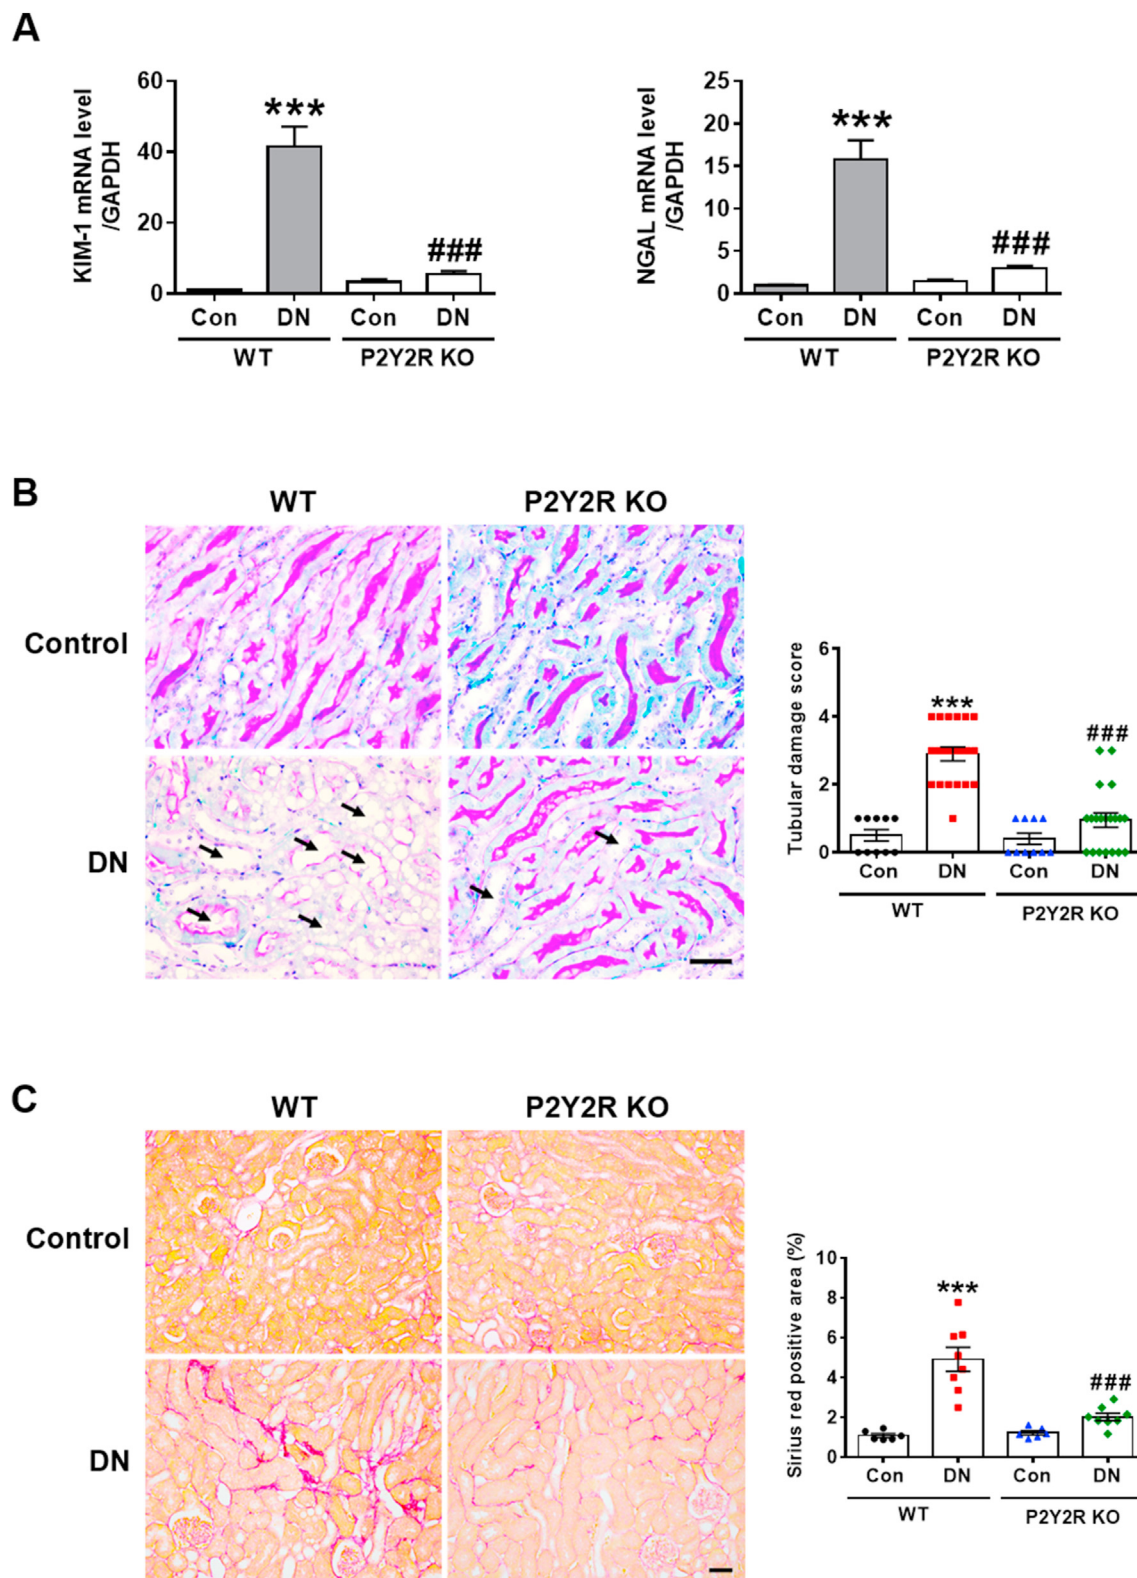 A
KIM-1 mRNA level
/GAPDH
60
40
20
0
***
###
Con DN Con DN
WT P2Y2R KO
NGAL mRNA level
/GAPDH
25
20
15
10
5
0
***
###
Con DN Con DN
WT P2Y2R KO
B
WT P2Y2R KO
Control
DN
Tubular damage score
6
4
2
0
***
###
Con DN Con DN
WT P2Y2R KO
C
WT P2Y2R KO
Control
DN
Sirius red positive area (%)
10
8
6
4
2
0
***
###
Con DN Con DN
WT P2Y2R KO